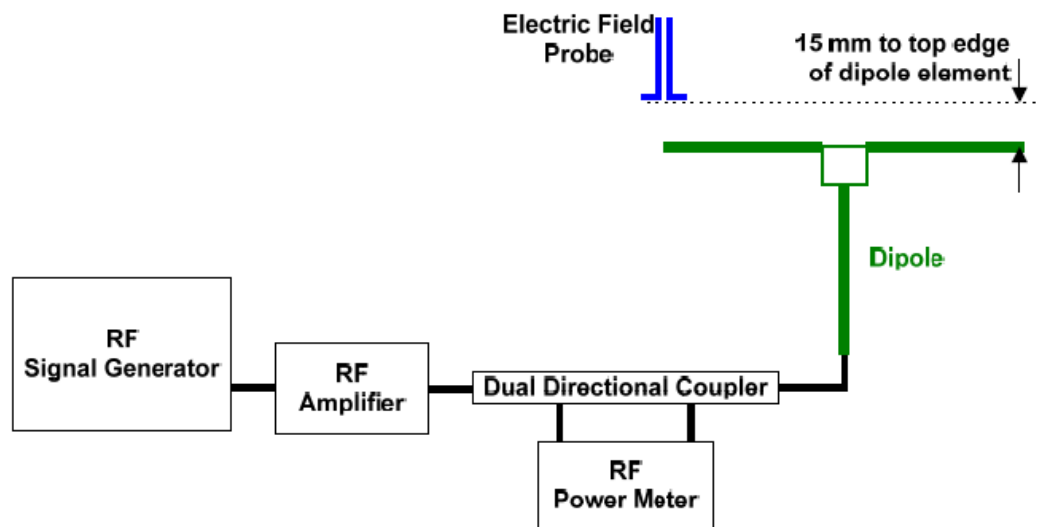 Electric Field
Probe
15 mm to top edge
of dipole element
Dipole
RF
Signal Generator
RF
Amplifier
Dual Directional Coupler
RF
Power Meter